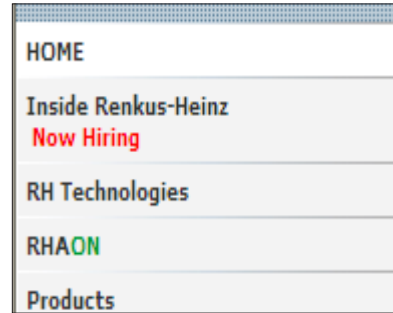 HOME
Inside Renkus-Heinz
Now Hiring
RH Technologies
RHAON
Products